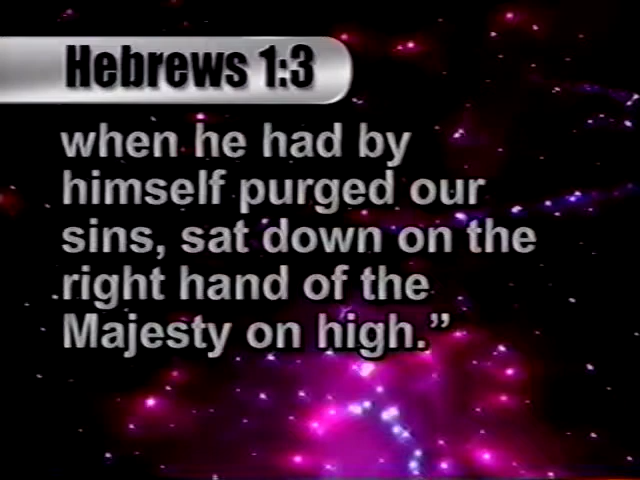 Hebrews 1:3
when he had by
himself purged our
sins, sat down on the
right hand of the
Majesty on high.”